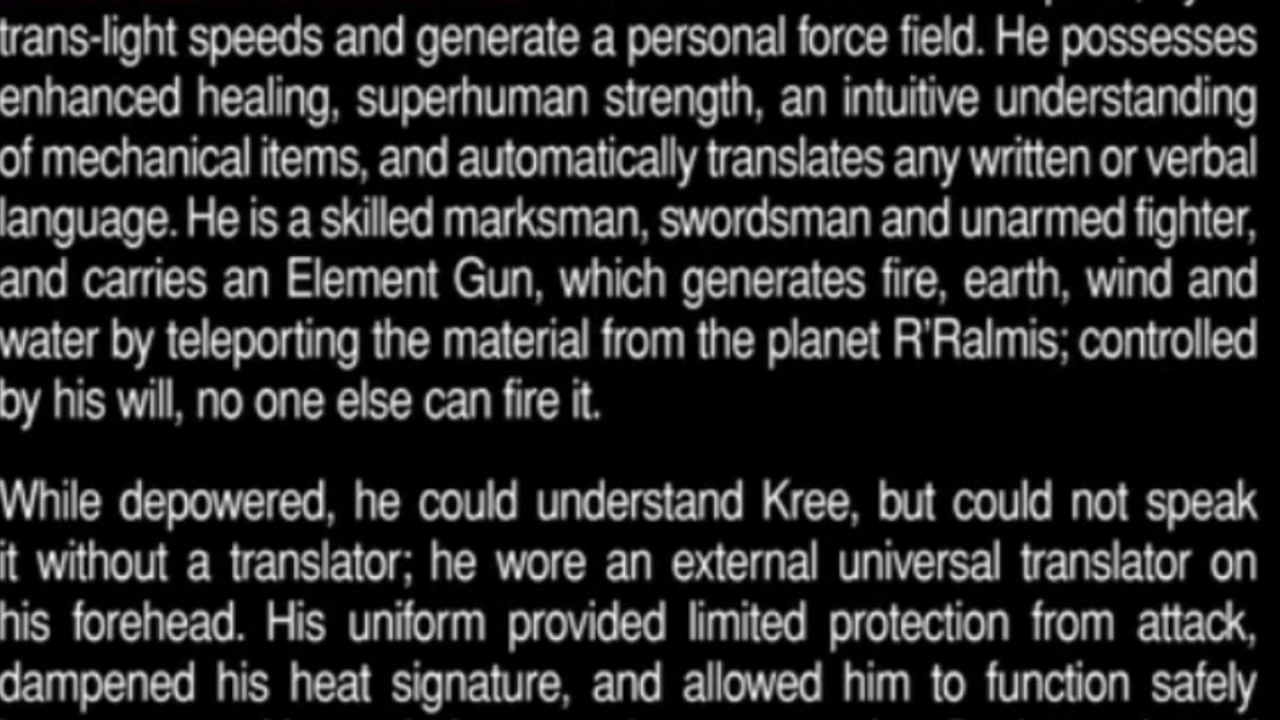 trans-light speeds and generate a personal force field. He possesses
enhanced healing, superhuman strength, an intuitive understanding
of mechanical items, and automatically translates any written or verbal
language. He is a skilled marksman, swordsman and unarmed fighter,
and carries an Element Gun, which generates fire, earth, wind and
water by teleporting the material from the planet R'Ralmis; controlled
by his will, no one else can fire it.
While depowered, he could understand Kree, but could not speak
it without a translator; he wore an external universal translator on
his forehead. His uniform provided limited protection from attack,
dampened his heat signature, and allowed him to function safely